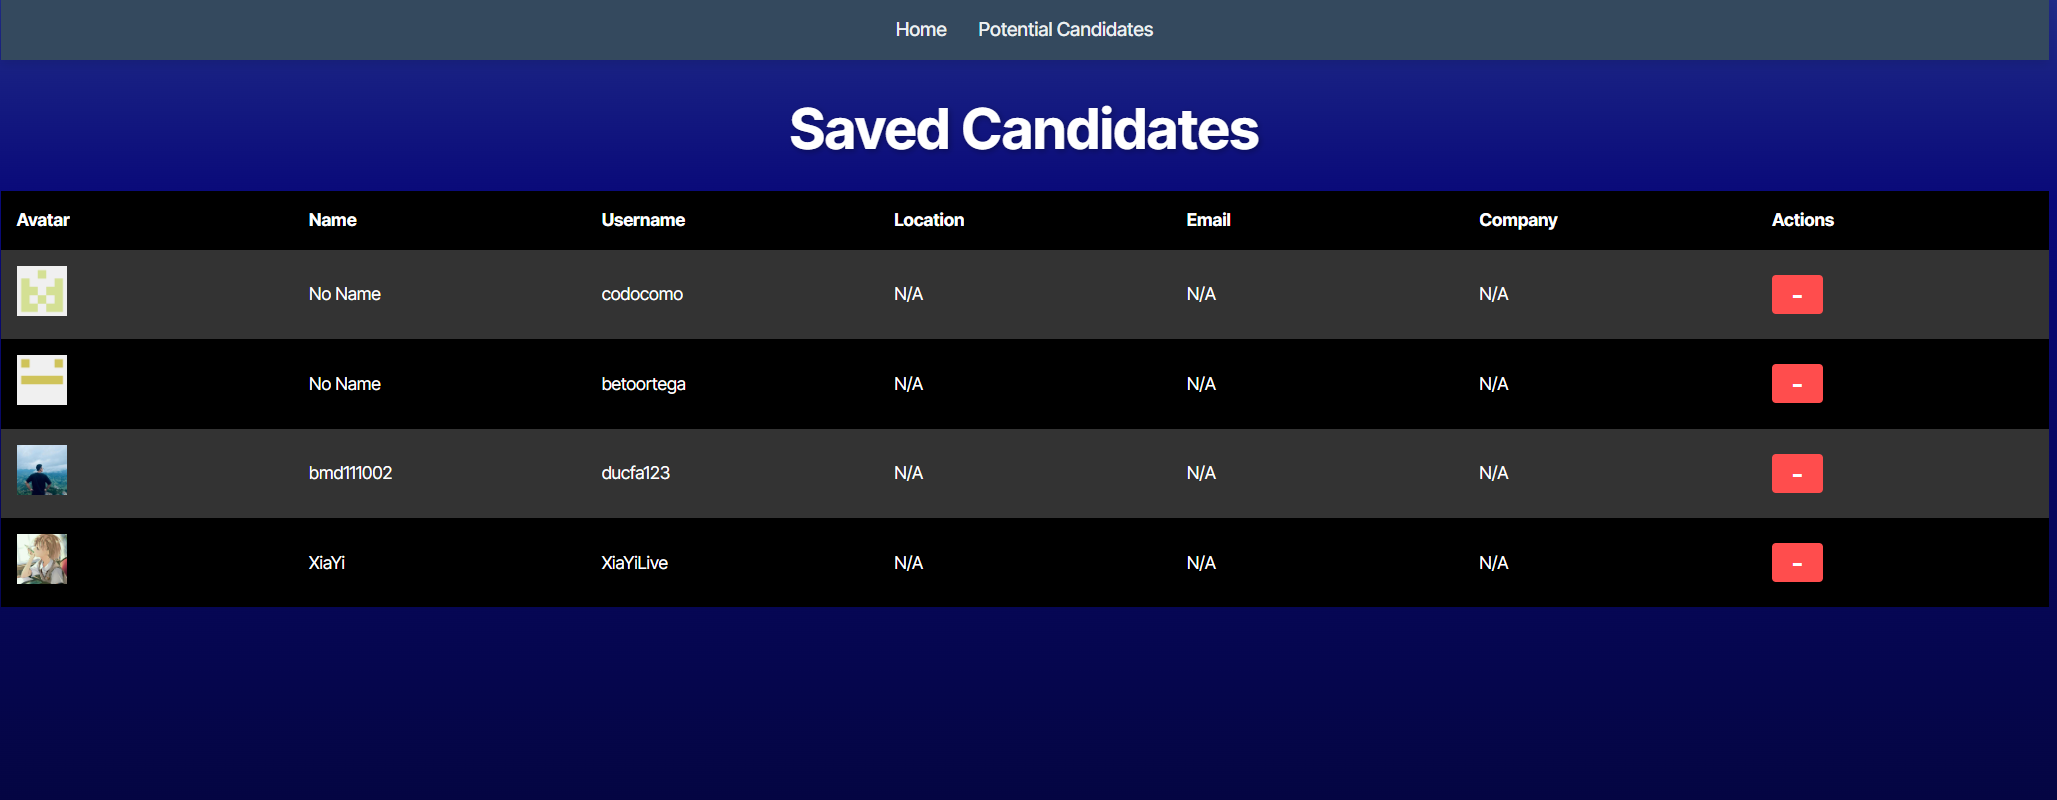 Home Potential Candidates
Saved Candidates
Avatar Name Username Location Email Company Actions
No Name codocomo N/A N/A N/A -
No Name betoortega N/A N/A N/A -
bmd111002 ducfa123 N/A N/A N/A -
XiaYi XiaYiLive N/A N/A N/A -